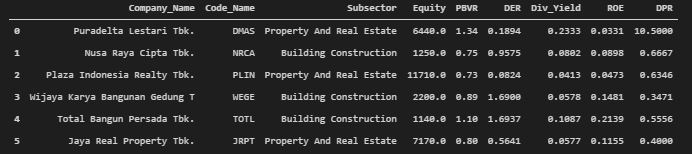 Company_Name Code_Name Subsector Equity PBVR DER Div_Yield ROE DPR
0 Puradelta Lestari Tbk. DMAS Property And Real Estate 6440.0 1.34 0.1894 0.2333 0.0331 10.5000
1 Nusa Raya Cipta Tbk. NRCA Building Construction 1250.0 0.75 0.9575 0.0802 0.0898 0.6667
2 Plaza Indonesia Realty Tbk. PLIN Property And Real Estate 11710.0 0.73 0.0824 0.0413 0.0473 0.6346
3 Wijaya Karya Bangunan Gedung T WEGE Building Construction 2200.0 0.89 1.6900 0.0578 0.1481 0.3471
4 Total Bangun Persada Tbk. TOTL Building Construction 1140.0 1.10 1.6937 0.1087 0.2139 0.5556
5 Jaya Real Property Tbk. JRPT Property And Real Estate 7170.0 0.80 0.5641 0.0577 0.1155 0.4000